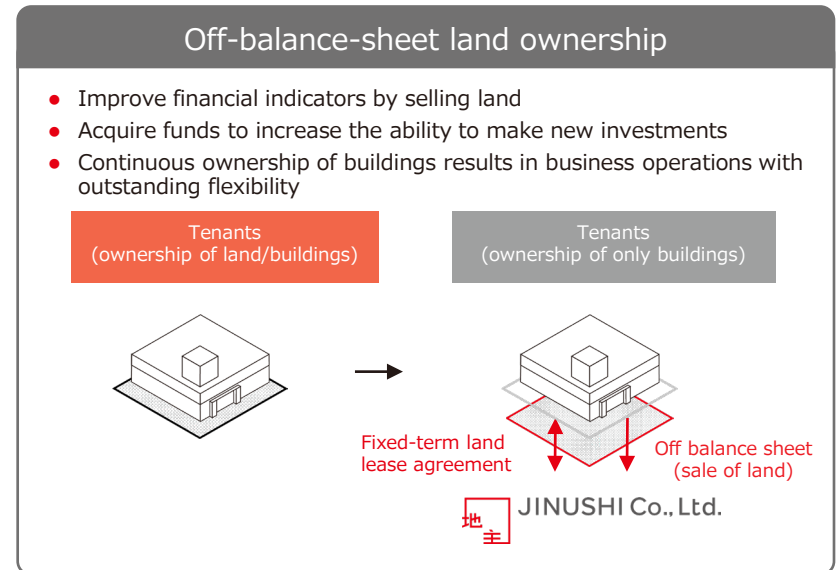 Off-balance-sheet land ownership
● Improve financial indicators by selling land
● Acquire funds to increase the ability to make new investments
● Continuous ownership of buildings results in business operations with
outstanding flexibility
Tenants
(ownership of land/buildings)
Tenants
(ownership of only buildings)
Fixed-term land
lease agreement
Off balance sheet
(sale of land)
地主
JINUSHI Co., Ltd.